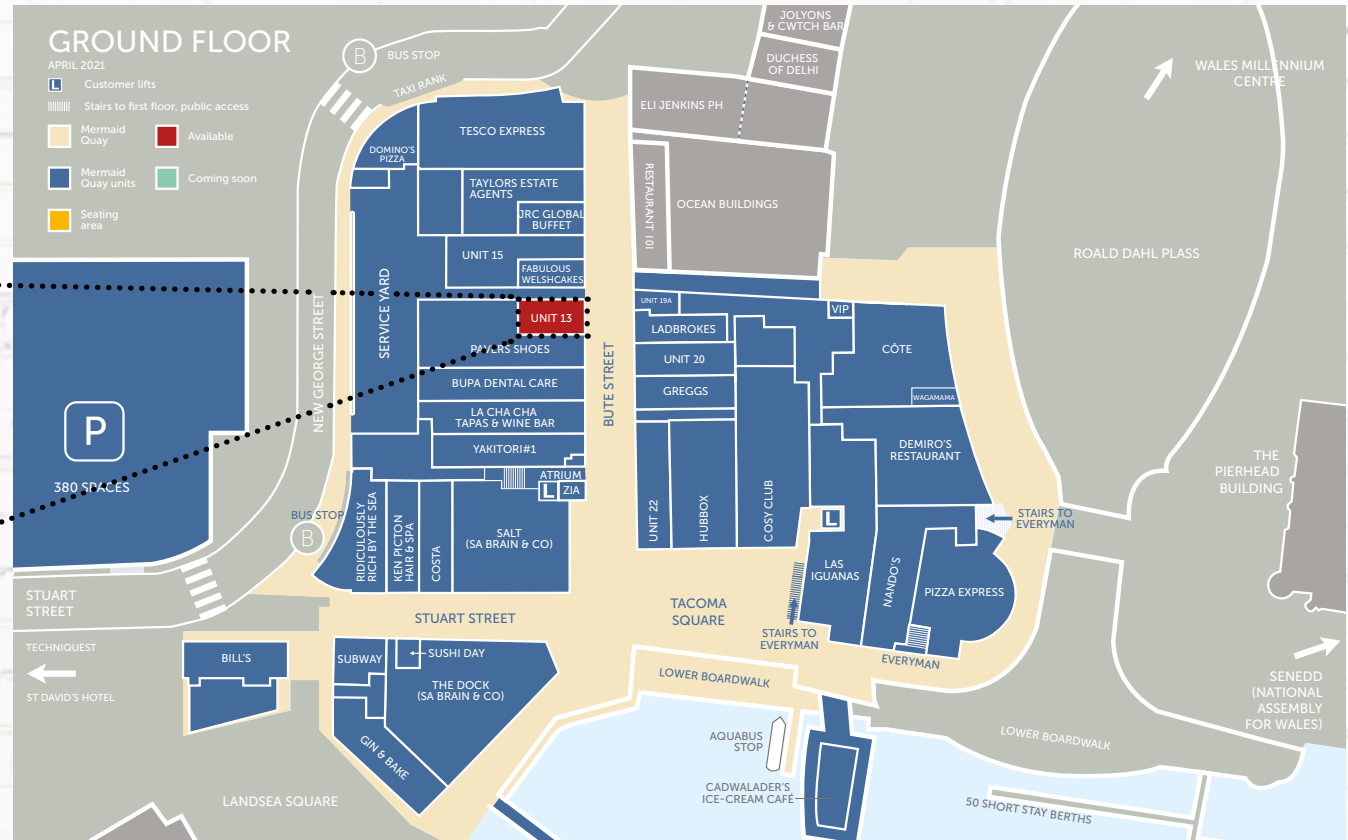 GROUND FLOOR
APRIL 2021
L Customer lifts
Stairs to first floor, public access
Mermaid
Quay
Available
Mermaid
Quay units
Coming soon
Seating
area
B BUS STOP
TAXI RANK
JOLYONS
& CWTCH BAR
DUCHESS
OF DELHI
ELI JENKINS PH
RESTAURANT 101
OCEAN BUILDINGS
WALES MILLENNIUM
CENTRE
ROALD DAHL PLASS
THE
PIERHEAD
BUILDING
SENEDD
(NATIONAL
ASSEMBLY
FOR WALES)
TESCO EXPRESS
DOMINO'S
PIZZA
TAYLORS ESTATE
AGENTS
JRC GLOBAL
BUFFET
UNIT 15
FABULOUS
WELSHCAKES
UNIT 13
PAVERS SHOES
BUPA DENTAL CARE
LA CHA CHA
TAPAS & WINE BAR
YAKITORI#1
ATRIUM
L
ZIA
SERVICE YARD
NEW GEORGE STREET
BUTE STREET
P
380 SPACES
BUS STOP
B
RIDICULOUSLY
RICH BY THE SEA
KEN PICTON
HAIR & SPA
COSTA
SALT
(SA BRAIN & CO)
UNIT 19A
LADBROKES
UNIT 20
GREGGS
UNIT 22
HUBBOX
COSY CLUB
VIP
CÔTE
WAGAMAMA
DEMIRO'S
RESTAURANT
L
STAIRS TO
EVERYMAN
LAS
IGUANAS
NANDO'S
PIZZA EXPRESS
STAIRS TO
EVERYMAN
EVERYMAN
STUART
STREET
STUART STREET
TACOMA
SQUARE
TECHNIQUEST
ST DAVID'S HOTEL
BILL'S
SUBWAY
SUSHI DAY
THE DOCK
(SA BRAIN & CO)
GIN & BAKE
LANDSEA SQUARE
LOWER BOARDWALK
AQUABUS
STOP
CADWALADER'S
ICE-CREAM CAFÉ
LOWER BOARDWALK
50 SHORT STAY BERTHS